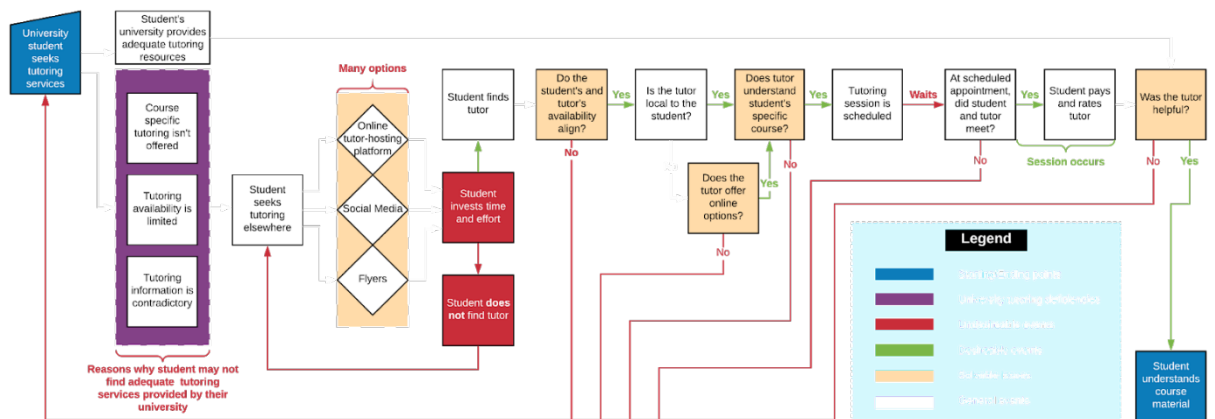 University
student
seeks
tutoring
services
Student's
university provides
adequate tutoring
resources
Course
specific
tutoring isn't
offered
Tutoring
availability is
limited
Tutoring
information is
contradictory
Reasons why student may not
find adequate tutoring
services provided by their
university
Student
seeks
tutoring
elsewhere
Many options
Online
tutor-hosting
platform
Social Media
Flyers
Student finds
tutor
Student
invests time
and effort
Student does
not find tutor
Do the
student's and
tutor's
availability
align?
Yes
No
Is the tutor
local to the
student?
Yes
Does the
tutor offer
online
options?
Yes
No
Does tutor
understand
student's
specific
course?
Yes
No
Tutoring
session is
scheduled
Waits
At scheduled
appointment,
did student
and tutor
meet?
Yes
No
Student pays
and rates
tutor
Session occurs
Was the tutor
helpful?
No
Yes
Student
understands
course
material
Legend